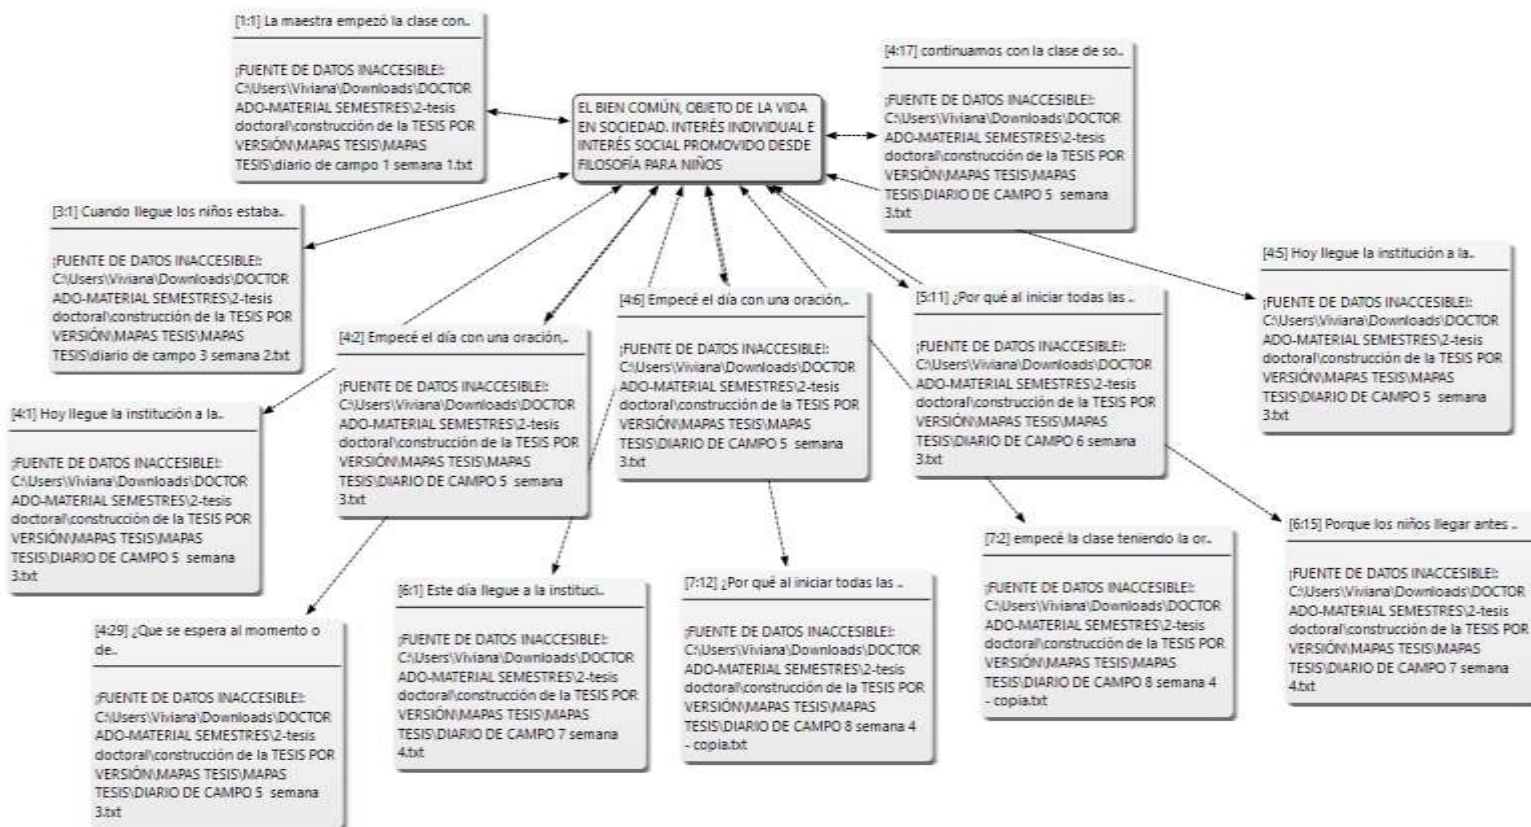 [1:1] La maestra empezó la clase con..
¡FUENTE DE DATOS INACCESIBLE!:
C:\Users\Viviana\Downloads\DOCTOR
ADO-MATERIAL SEMESTRES\2-tesis
doctoral\construcción de la TESIS POR
VERSIÓN\MAPAS TESIS\MAPAS
TESIS\diario de campo 1 semana 1.txt
EL BIEN COMÚN, OBJETO DE LA VIDA
EN SOCIEDAD. INTERÉS INDIVIDUAL E
INTERÉS SOCIAL PROMOVIDO DESDE
FILOSOFÍA PARA NIÑOS
[4:17] continuamos con la clase de so..
¡FUENTE DE DATOS INACCESIBLE!:
C:\Users\Viviana\Downloads\DOCTOR
ADO-MATERIAL SEMESTRES\2-tesis
doctoral\construcción de la TESIS POR
VERSIÓN\MAPAS TESIS\MAPAS
TESIS\DIARIO DE CAMPO 5 semana
3.txt
[3:1] Cuando llegue los niños estaba..
¡FUENTE DE DATOS INACCESIBLE!:
C:\Users\Viviana\Downloads\DOCTOR
ADO-MATERIAL SEMESTRES\2-tesis
doctoral\construcción de la TESIS POR
VERSIÓN\MAPAS TESIS\MAPAS
TESIS\diario de campo 3 semana 2.txt
[4:5] Hoy llegue la institución a la..
¡FUENTE DE DATOS INACCESIBLE!:
C:\Users\Viviana\Downloads\DOCTOR
ADO-MATERIAL SEMESTRES\2-tesis
doctoral\construcción de la TESIS POR
VERSIÓN\MAPAS TESIS\MAPAS
TESIS\DIARIO DE CAMPO 5 semana
3.txt
[4:2] Empecé el día con una oración,..
¡FUENTE DE DATOS INACCESIBLE!:
C:\Users\Viviana\Downloads\DOCTOR
ADO-MATERIAL SEMESTRES\2-tesis
doctoral\construcción de la TESIS POR
VERSIÓN\MAPAS TESIS\MAPAS
TESIS\DIARIO DE CAMPO 5 semana
3.txt
[4:6] Empecé el día con una oración,..
¡FUENTE DE DATOS INACCESIBLE!:
C:\Users\Viviana\Downloads\DOCTOR
ADO-MATERIAL SEMESTRES\2-tesis
doctoral\construcción de la TESIS POR
VERSIÓN\MAPAS TESIS\MAPAS
TESIS\DIARIO DE CAMPO 5 semana
3.txt
[5:11] ¿Por qué al iniciar todas las ..
¡FUENTE DE DATOS INACCESIBLE!:
C:\Users\Viviana\Downloads\DOCTOR
ADO-MATERIAL SEMESTRES\2-tesis
doctoral\construcción de la TESIS POR
VERSIÓN\MAPAS TESIS\MAPAS
TESIS\DIARIO DE CAMPO 6 semana
3.txt
[4:1] Hoy llegue la institución a la..
¡FUENTE DE DATOS INACCESIBLE!:
C:\Users\Viviana\Downloads\DOCTOR
ADO-MATERIAL SEMESTRES\2-tesis
doctoral\construcción de la TESIS POR
VERSIÓN\MAPAS TESIS\MAPAS
TESIS\DIARIO DE CAMPO 5 semana
3.txt
[7:2] empecé la clase teniendo la or..
¡FUENTE DE DATOS INACCESIBLE!:
C:\Users\Viviana\Downloads\DOCTOR
ADO-MATERIAL SEMESTRES\2-tesis
doctoral\construcción de la TESIS POR
VERSIÓN\MAPAS TESIS\MAPAS
TESIS\DIARIO DE CAMPO 8 semana 4
- copia.txt
[6:15] Porque los niños llegar antes ..
¡FUENTE DE DATOS INACCESIBLE!:
C:\Users\Viviana\Downloads\DOCTOR
ADO-MATERIAL SEMESTRES\2-tesis
doctoral\construcción de la TESIS POR
VERSIÓN\MAPAS TESIS\MAPAS
TESIS\DIARIO DE CAMPO 7 semana
4.txt
[4:29] ¿Que se espera al momento o
de..
¡FUENTE DE DATOS INACCESIBLE!:
C:\Users\Viviana\Downloads\DOCTOR
ADO-MATERIAL SEMESTRES\2-tesis
doctoral\construcción de la TESIS POR
VERSIÓN\MAPAS TESIS\MAPAS
TESIS\DIARIO DE CAMPO 5 semana
3.txt
[6:1] Este día llegue a la instituci..
¡FUENTE DE DATOS INACCESIBLE!:
C:\Users\Viviana\Downloads\DOCTOR
ADO-MATERIAL SEMESTRES\2-tesis
doctoral\construcción de la TESIS POR
VERSIÓN\MAPAS TESIS\MAPAS
TESIS\DIARIO DE CAMPO 7 semana
4.txt
[7:12] ¿Por qué al iniciar todas las ..
¡FUENTE DE DATOS INACCESIBLE!:
C:\Users\Viviana\Downloads\DOCTOR
ADO-MATERIAL SEMESTRES\2-tesis
doctoral\construcción de la TESIS POR
VERSIÓN\MAPAS TESIS\MAPAS
TESIS\DIARIO DE CAMPO 8 semana 4
- copia.txt